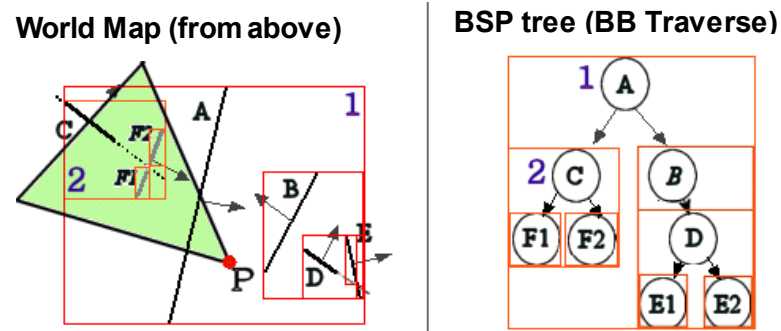 World Map (from above)
BSP tree (BB Traverse)
A
1
C
F2
2
F1
B
E
D
P
1
A
2
C
B
F1
F2
D
E1
E2